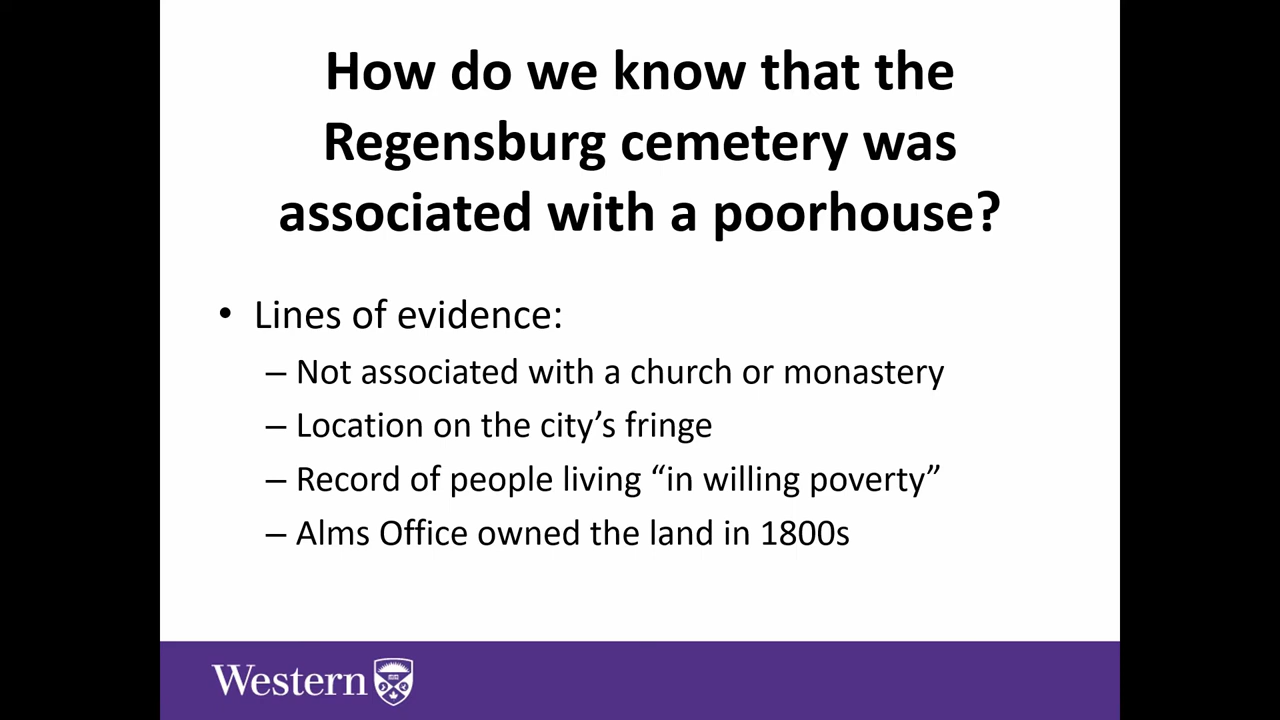 How do we know that the
Regensburg cemetery was
associated with a poorhouse?
• Lines of evidence:
– Not associated with a church or monastery
– Location on the city’s fringe
– Record of people living “in willing poverty”
– Alms Office owned the land in 1800s
Western